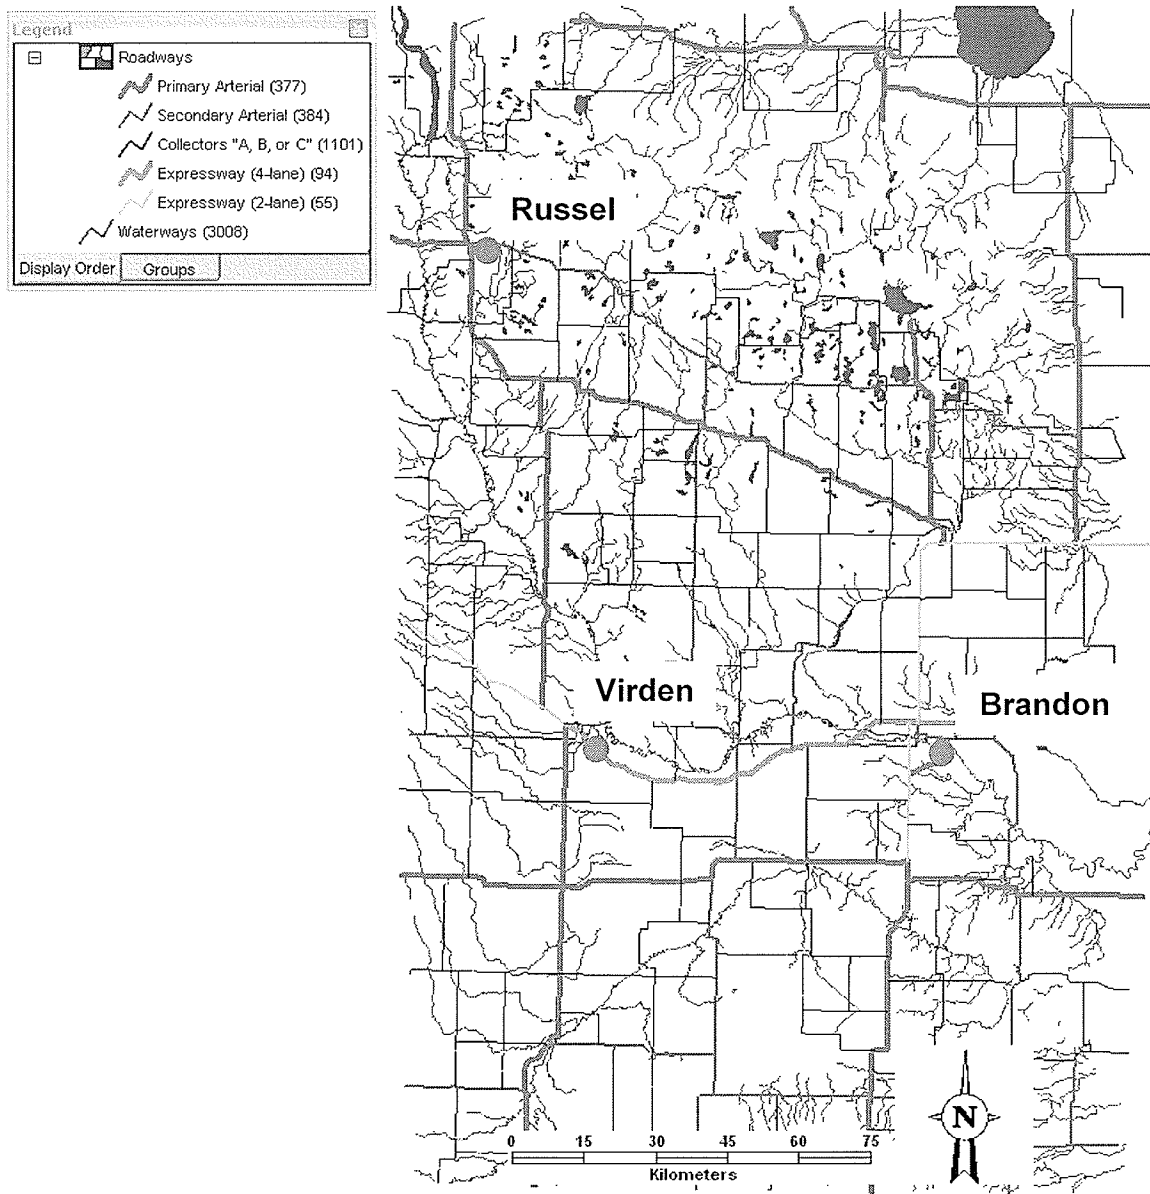 Legend
Roadways
Primary Arterial (377)
Secondary Arterial (384)
Collectors "A, B, or C" (1101)
Expressway (4-lane) (94)
Expressway (2-lane) (55)
Waterways (3008)
Display Order Groups
Russel
Virden
Brandon
N
0 15 30 45 60 75
Kilometers